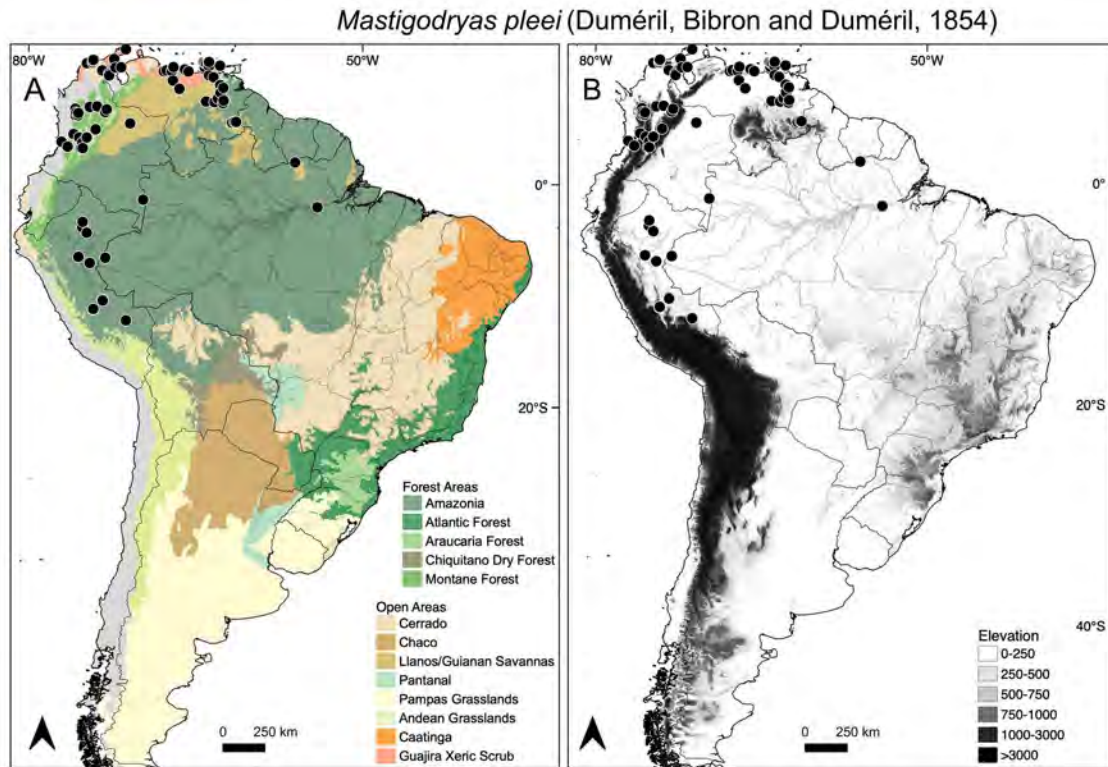 Mastigodryas pleei (Duméril, Bibron and Duméril, 1854)
80°W
50°W
A
0°
20°S
Forest Areas
Amazonia
Atlantic Forest
Araucaria Forest
Chiquitano Dry Forest
Montane Forest
Open Areas
Cerrado
Chaco
Llanos/Guianan Savannas
Pantanal
Pampas Grasslands
Andean Grasslands
Caatinga
Guajira Xeric Scrub
0 250 km
80°W
50°W
B
0°
20°S
40°S
Elevation
0-250
250-500
500-750
750-1000
1000-3000
>3000
0 250 km